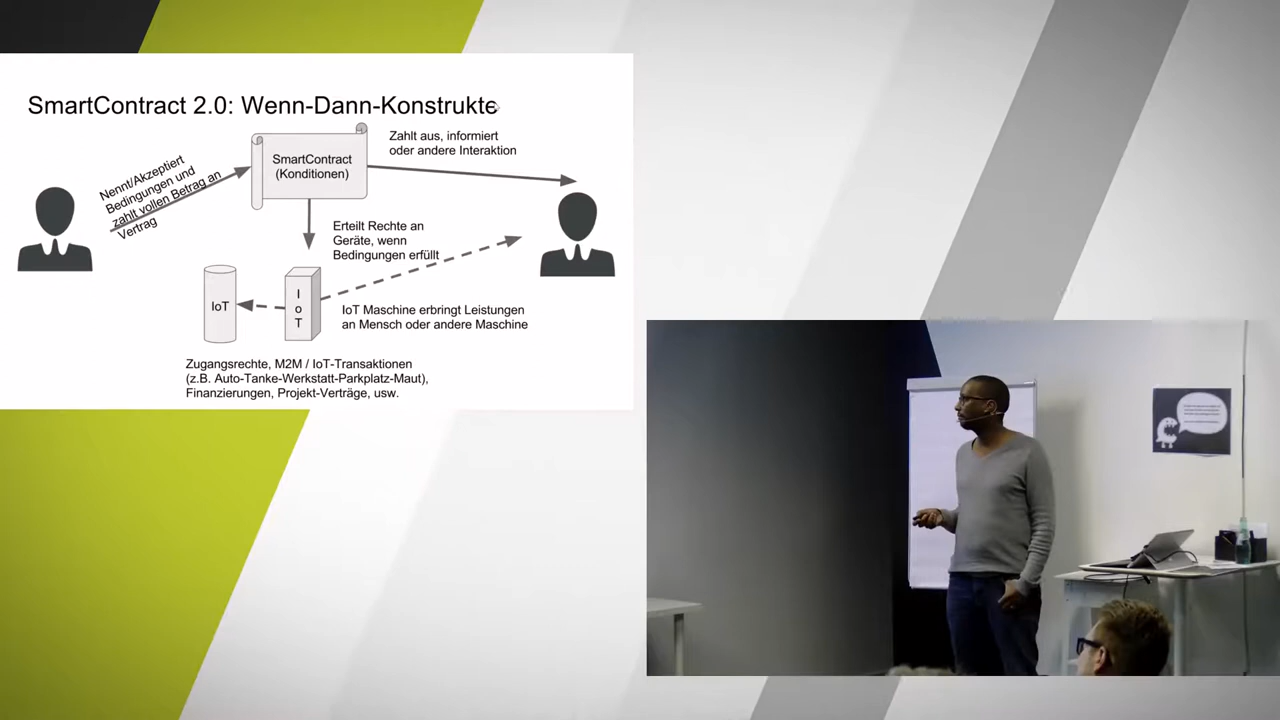 SmartContract 2.0: Wenn-Dann-Konstrukte
Nennt/Akzeptiert
Bedingungen und
zahlt vollen Betrag an
Vertrag
SmartContract
(Konditionen)
Zahlt aus, informiert
oder andere Interaktion
Erteilt Rechte an
Geräte, wenn
Bedingungen erfüllt
IoT
I
o
T
IoT Maschine erbringt Leistungen
an Mensch oder andere Maschine
Zugangsrechte, M2M / IoT-Transaktionen
(z.B. Auto-Tanke-Werkstatt-Parkplatz-Maut),
Finanzierungen, Projekt-Verträge, usw.